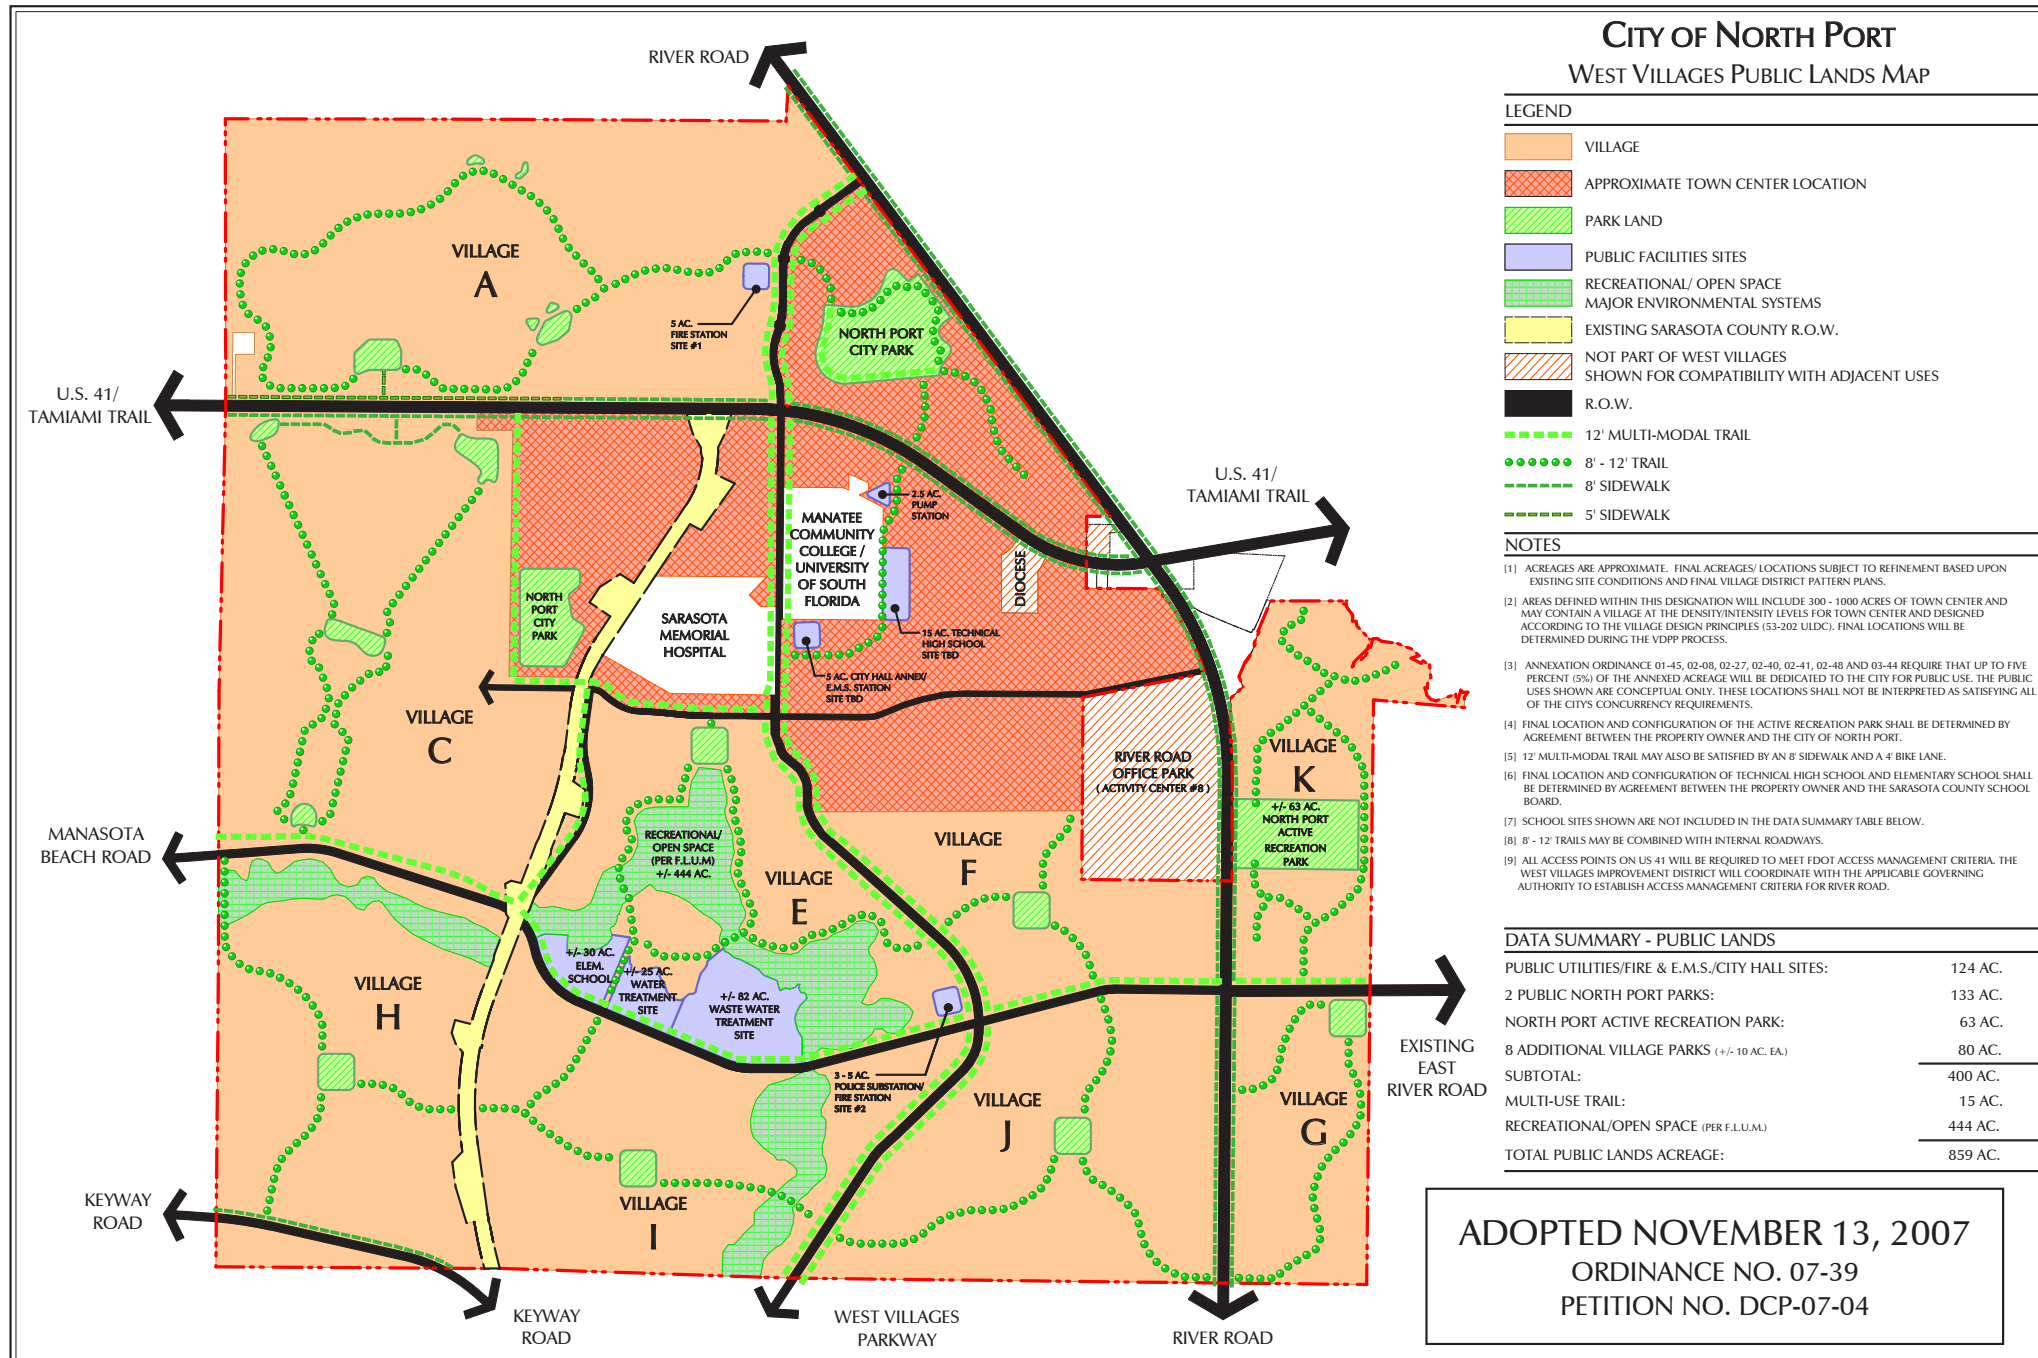 CITY OF NORTH PORT
WEST VILLAGES PUBLIC LANDS MAP
LEGEND
VILLAGE
APPROXIMATE TOWN CENTER LOCATION
PARK LAND
PUBLIC FACILITIES SITES
RECREATIONAL/ OPEN SPACE
MAJOR ENVIRONMENTAL SYSTEMS
EXISTING SARASOTA COUNTY R.O.W.
NOT PART OF WEST VILLAGES
SHOWN FOR COMPATIBILITY WITH ADJACENT USES
R.O.W.
12' MULTI-MODAL TRAIL
8' - 12' TRAIL
8' SIDEWALK
5' SIDEWALK
NOTES
[1] ACREAGES ARE APPROXIMATE. FINAL ACREAGES/ LOCATIONS SUBJECT TO REFINEMENT BASED UPON
EXISTING SITE CONDITIONS AND FINAL VILLAGE DISTRICT PATTERN PLANS.
[2] AREAS DEFINED WITHIN THIS DESIGNATION WILL INCLUDE 300 - 1000 ACRES OF TOWN CENTER AND
MAY CONTAIN A VILLAGE AT THE DENSITY/INTENSITY LEVELS FOR TOWN CENTER AND DESIGNED
ACCORDING TO THE VILLAGE DESIGN PRINCIPLES (53-202 ULDC). FINAL LOCATIONS WILL BE
DETERMINED DURING THE VDPP PROCESS.
[3] ANNEXATION ORDINANCE 01-45, 02-08, 02-27, 02-40, 02-41, 02-48 AND 03-44 REQUIRE THAT UP TO FIVE
PERCENT (5%) OF THE ANNEXED ACREAGE WILL BE DEDICATED TO THE CITY FOR PUBLIC USE. THE PUBLIC
USES SHOWN ARE CONCEPTUAL ONLY. THESE LOCATIONS SHALL NOT BE INTERPRETED AS SATISFYING ALL
OF THE CITY'S CONCURRENCY REQUIREMENTS.
[4] FINAL LOCATION AND CONFIGURATION OF THE ACTIVE RECREATION PARK SHALL BE DETERMINED BY
AGREEMENT BETWEEN THE PROPERTY OWNER AND THE CITY OF NORTH PORT.
[5] 12' MULTI-MODAL TRAIL MAY ALSO BE SATISFIED BY AN 8' SIDEWALK AND A 4' BIKE LANE.
[6] FINAL LOCATION AND CONFIGURATION OF TECHNICAL HIGH SCHOOL AND ELEMENTARY SCHOOL SHALL
BE DETERMINED BY AGREEMENT BETWEEN THE PROPERTY OWNER AND THE SARASOTA COUNTY SCHOOL
BOARD.
[7] SCHOOL SITES SHOWN ARE NOT INCLUDED IN THE DATA SUMMARY TABLE BELOW.
[8] 8' - 12' TRAILS MAY BE COMBINED WITH INTERNAL ROADWAYS.
[9] ALL ACCESS POINTS ON US 41 WILL BE REQUIRED TO MEET FDOT ACCESS MANAGEMENT CRITERIA. THE
WEST VILLAGES IMPROVEMENT DISTRICT WILL COORDINATE WITH THE APPLICABLE GOVERNING
AUTHORITY TO ESTABLISH ACCESS MANAGEMENT CRITERIA FOR RIVER ROAD.
DATA SUMMARY - PUBLIC LANDS
PUBLIC UTILITIES/FIRE & E.M.S./CITY HALL SITES: 124 AC.
2 PUBLIC NORTH PORT PARKS: 133 AC.
NORTH PORT ACTIVE RECREATION PARK: 63 AC.
8 ADDITIONAL VILLAGE PARKS (+/- 10 AC. EA.) 80 AC.
SUBTOTAL: 400 AC.
MULTI-USE TRAIL: 15 AC.
RECREATIONAL/OPEN SPACE (PER F.L.U.M.) 444 AC.
TOTAL PUBLIC LANDS ACREAGE: 859 AC.
ADOPTED NOVEMBER 13, 2007
ORDINANCE NO. 07-39
PETITION NO. DCP-07-04
RIVER ROAD
VILLAGE
A
5 AC.
FIRE STATION
SITE #1
NORTH PORT
CITY PARK
U.S. 41/
TAMIAMI TRAIL
U.S. 41/
TAMIAMI TRAIL
2.5 AC.
PUMP
STATION
MANATEE
COMMUNITY
COLLEGE /
UNIVERSITY
OF SOUTH
FLORIDA
DIOCESE
NORTH
PORT
CITY
PARK
SARASOTA
MEMORIAL
HOSPITAL
15 AC. TECHNICAL
HIGH SCHOOL
SITE TBD
5 AC. CITY HALL ANNEX/
E.M.S. STATION
SITE TBD
VILLAGE
C
RIVER ROAD
OFFICE PARK
( ACTIVITY CENTER #8 )
VILLAGE
K
+/- 63 AC.
NORTH PORT
ACTIVE
RECREATION
PARK
MANASOTA
BEACH ROAD
RECREATIONAL/
OPEN SPACE
(PER F.L.U.M)
+/- 444 AC.
VILLAGE
E
VILLAGE
F
+/- 30 AC.
ELEM.
SCHOOL
+/- 25 AC.
WATER
TREATMENT
SITE
+/- 82 AC.
WASTE WATER
TREATMENT
SITE
VILLAGE
H
3 - 5 AC.
POLICE SUBSTATION/
FIRE STATION
SITE #2
EXISTING
EAST
RIVER ROAD
VILLAGE
J
VILLAGE
G
VILLAGE
I
KEYWAY
ROAD
KEYWAY
ROAD
WEST VILLAGES
PARKWAY
RIVER ROAD